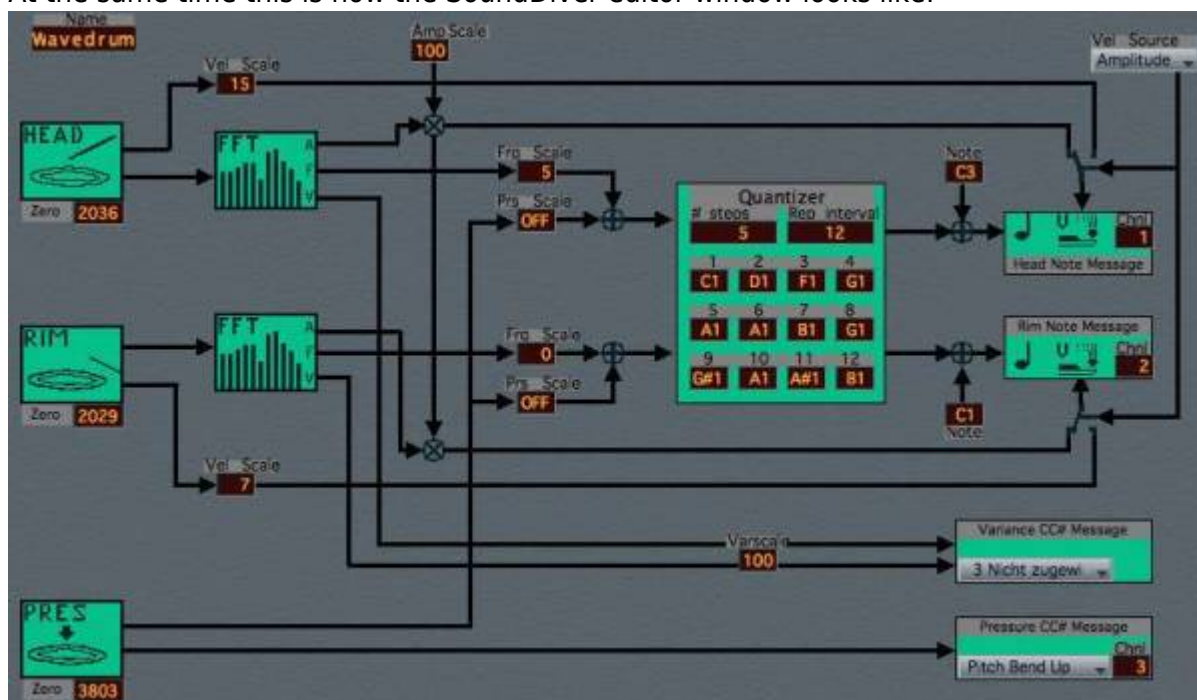 At the same time this is how the SoundDiver editor window looks like:
Name
Wavedrum
Amp Scale
100
Vel Source
Amplitude
Vel Scale
15
HEAD
Zero 2036
FFT
A
F
V
Frq Scale
5
Prs Scale
OFF
Quantizer
# steps Rep interval
5 12
1 2 3 4
C1 D1 F1 G1
5 6 7 8
A1 A1 B1 G1
9 10 11 12
G#1 A1 A#1 B1
Note
C3
Chnl
1
Head Note Message
RIM
Zero 2029
FFT
A
F
V
Frq Scale
0
Prs Scale
OFF
C1
Note
Rim Note Message
Chnl
2
Vel Scale
7
Varscale
100
Variance CC# Message
3 Nicht zugewi
PRES
Zero 3803
Pressure CC# Message
Chnl
Pitch Bend Up 3